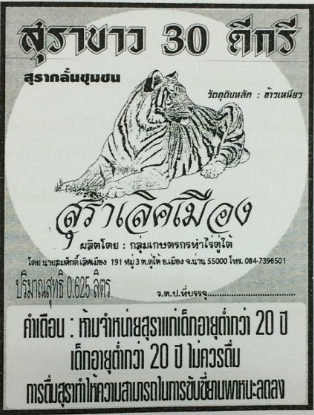 สุราขาว 30 ดีกรี
สุรากลั่นชุมชน
วัตถุดิบหลัก : ข้าวเหนียว
สุราเลิศเมือง
ผลิตโดย : กลุ่มเกษตรกรทำไร่ตู้ใต้
โดย นายสมศักดิ์ เลิศเมือง 191 หมู่ 3 ต.ตู้ใต้ อ.เมือง จ.น่าน 55000 โทร. 084-7396501
ปริมาณสุทธิ 0.625 ลิตร
ว.ด.ป.ที่บรรจุ
คำเตือน : ห้ามจำหน่ายสุราแก่เด็กอายุต่ำกว่า 20 ปี
เด็กอายุต่ำกว่า 20 ปี ไม่ควรดื่ม
การดื่มสุราทำให้ความสามารถในการขับขี่ยานพาหนะลดลง